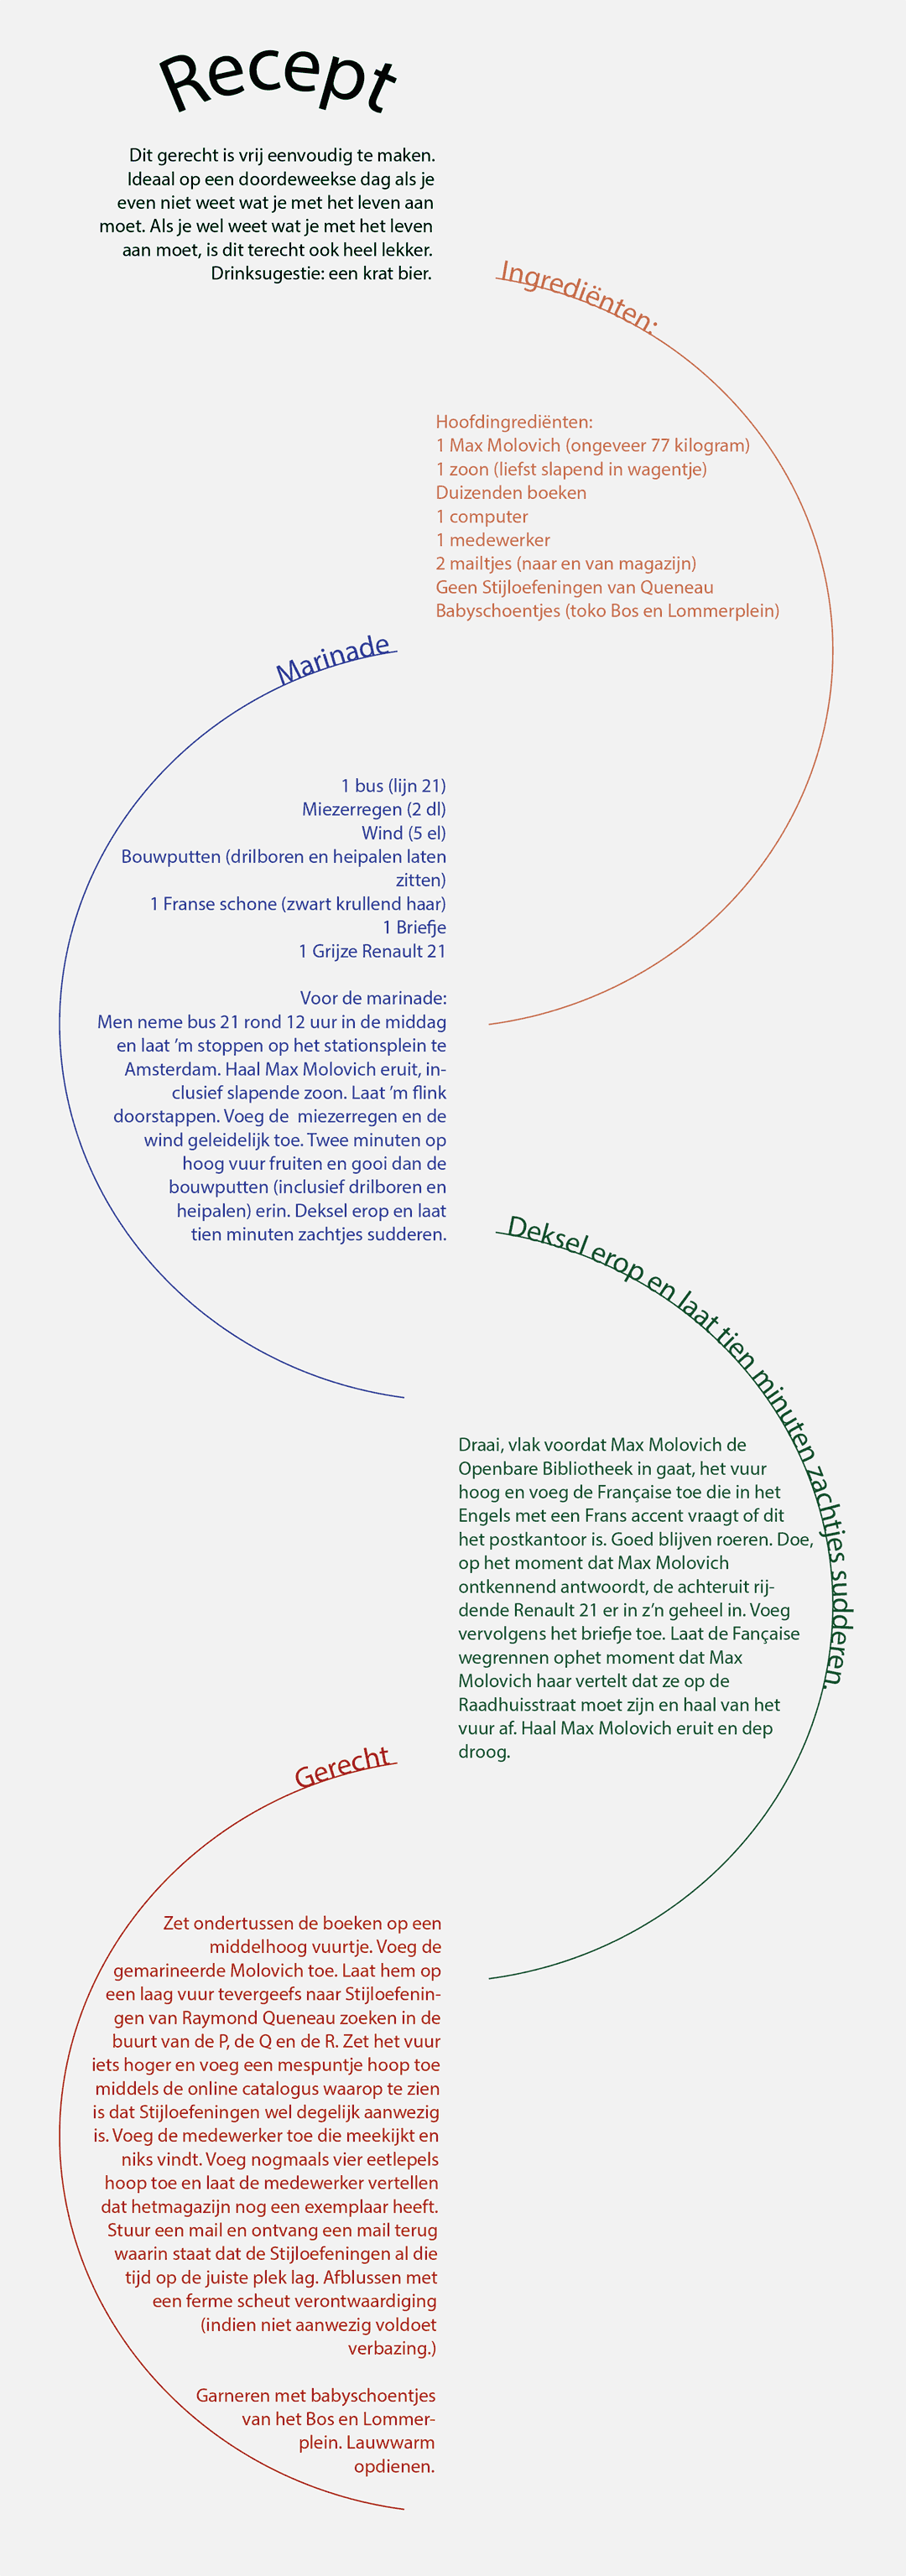 Recept
Dit gerecht is vrij eenvoudig te maken.
Ideaal op een doordeweekse dag als je
even niet weet wat je met het leven aan
moet. Als je wel weet wat je met het leven
aan moet, is dit terecht ook heel lekker.
Drinksugestie: een krat bier.
Ingrediënten:
Hoofdingrediënten:
1 Max Molovich (ongeveer 77 kilogram)
1 zoon (liefst slapend in wagentje)
Duizenden boeken
1 computer
1 medewerker
2 mailtjes (naar en van magazijn)
Geen Stijloefeningen van Queneau
Babyschoentjes (toko Bos en Lommerplein)
Marinade
1 bus (lijn 21)
Miezerregen (2 dl)
Wind (5 el)
Bouwputten (drilboren en heipalen laten
zitten)
1 Franse schone (zwart krullend haar)
1 Briefje
1 Grijze Renault 21
Voor de marinade:
Men neme bus 21 rond 12 uur in de middag
en laat ’m stoppen op het stationsplein te
Amsterdam. Haal Max Molovich eruit, in-
clusief slapende zoon. Laat ’m flink
doorstappen. Voeg de  miezerregen en de
wind geleidelijk toe. Twee minuten op
hoog vuur fruiten en gooi dan de
bouwputten (inclusief drilboren en
heipalen) erin. Deksel erop en laat
tien minuten zachtjes sudderen.
Deksel erop en laat tien minuten zachtjes sudderen.
Draai, vlak voordat Max Molovich de
Openbare Bibliotheek in gaat, het vuur
hoog en voeg de Française toe die in het
Engels met een Frans accent vraagt of dit
het postkantoor is. Goed blijven roeren. Doe,
op het moment dat Max Molovich
ontkennend antwoordt, de achteruit rij-
dende Renault 21 er in z’n geheel in. Voeg
vervolgens het briefje toe. Laat de Fançaise
wegrennen ophet moment dat Max
Molovich haar vertelt dat ze op de
Raadhuisstraat moet zijn en haal van het
vuur af. Haal Max Molovich eruit en dep
droog.
Gerecht
Zet ondertussen de boeken op een
middelhoog vuurtje. Voeg de
gemarineerde Molovich toe. Laat hem op
een laag vuur tevergeefs naar Stijloefenin-
gen van Raymond Queneau zoeken in de
buurt van de P, de Q en de R. Zet het vuur
iets hoger en voeg een mespuntje hoop toe
middels de online catalogus waarop te zien
is dat Stijloefeningen wel degelijk aanwezig
is. Voeg de medewerker toe die meekijkt en
niks vindt. Voeg nogmaals vier eetlepels
hoop toe en laat de medewerker vertellen
dat hetmagazijn nog een exemplaar heeft.
Stuur een mail en ontvang een mail terug
waarin staat dat de Stijloefeningen al die
tijd op de juiste plek lag. Afblussen met
een ferme scheut verontwaardiging
(indien niet aanwezig voldoet
verbazing.)
Garneren met babyschoentjes
van het Bos en Lommer-
plein. Lauwwarm
opdienen.